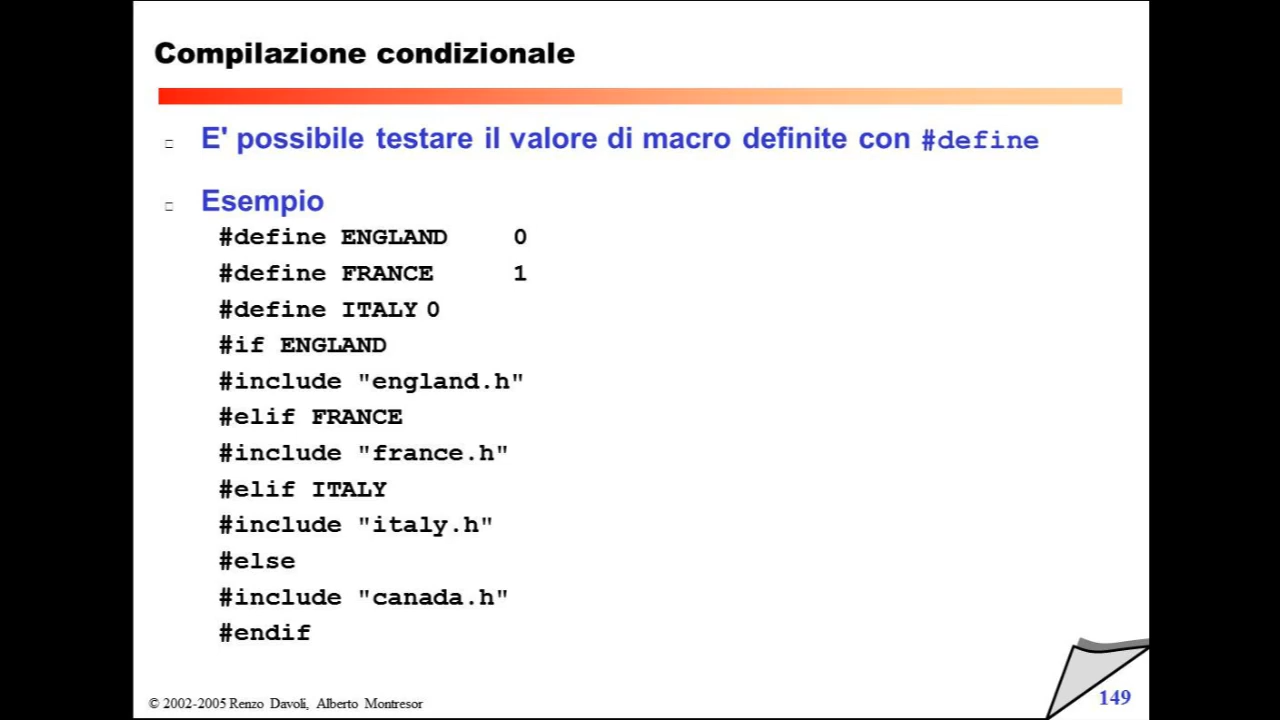 Compilazione condizionale
E' possibile testare il valore di macro definite con #define
Esempio
#define ENGLAND 0
#define FRANCE 1
#define ITALY 0
#if ENGLAND
#include "england.h"
#elif FRANCE
#include "france.h"
#elif ITALY
#include "italy.h"
#else
#include "canada.h"
#endif
© 2002-2005 Renzo Davoli, Alberto Montresor
149